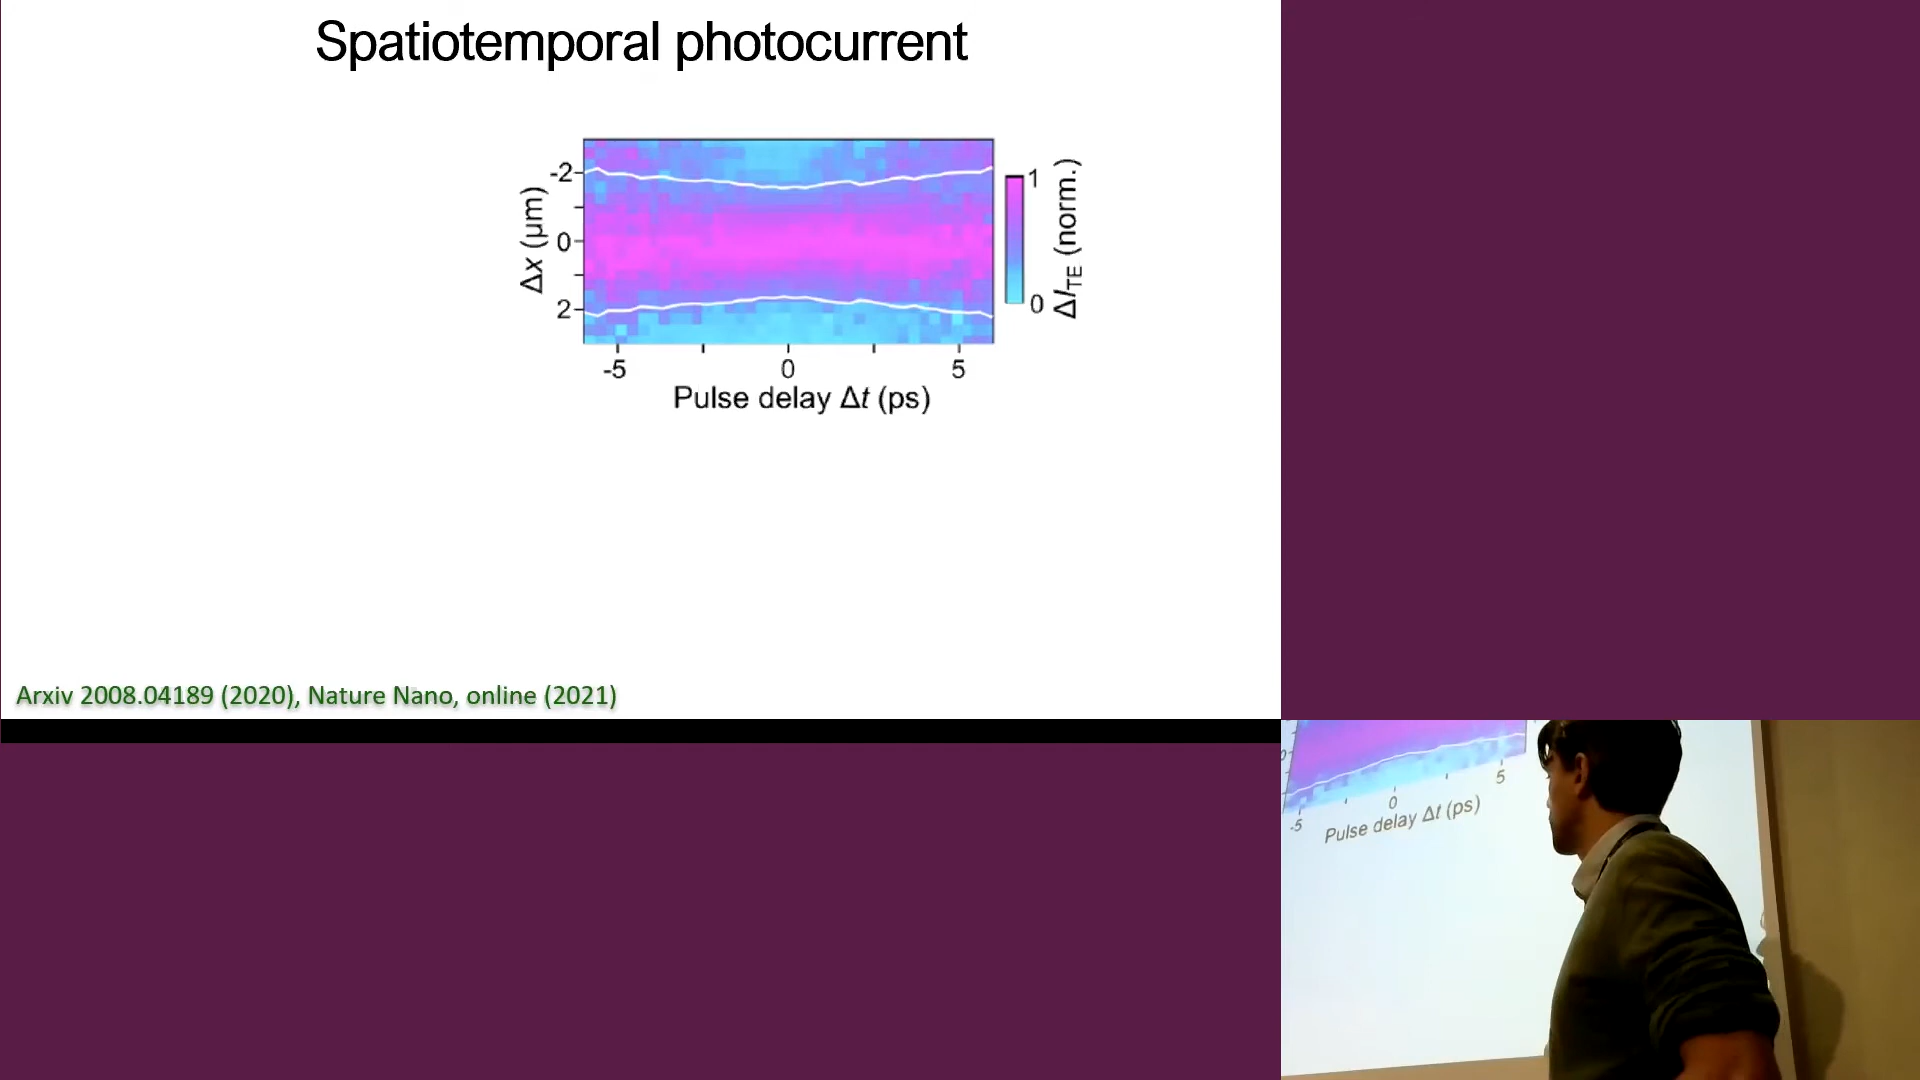 Spatiotemporal photocurrent
-2
0
2
Δx (μm)
-5
0
5
Pulse delay Δt (ps)
1
0
ΔI_TE (norm.)
Arxiv 2008.04189 (2020), Nature Nano, online (2021)
-5
0
5
Pulse delay Δt (ps)